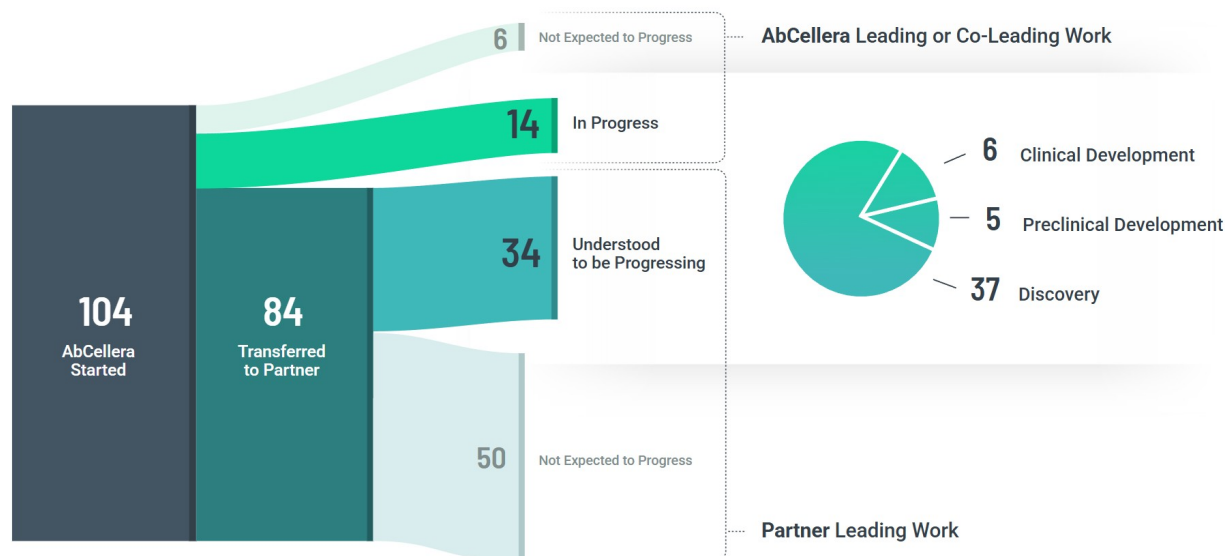 6
Not Expected to Progress
AbCellera Leading or Co-Leading Work
14
In Progress
6
Clinical Development
5
Preclinical Development
37
Discovery
34
Understood
to be Progressing
104
AbCellera
Started
84
Transferred
to Partner
50
Not Expected to Progress
Partner Leading Work